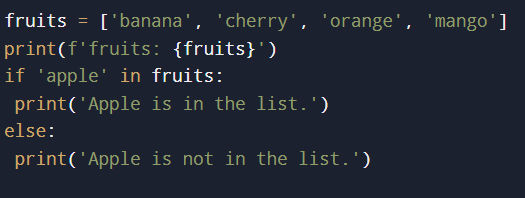 fruits = ['banana', 'cherry', 'orange', 'mango']
print(f'fruits: {fruits}')
if 'apple' in fruits:
 print('Apple is in the list.')
else:
 print('Apple is not in the list.')